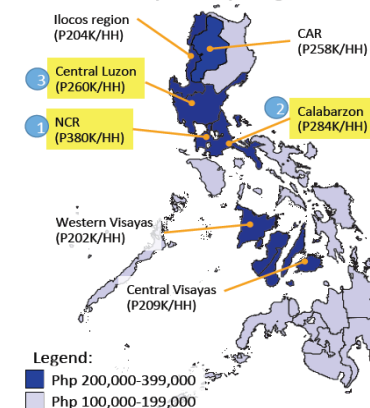 Ilocos region
(P204K/HH)
CAR
(P258K/HH)
3
Central Luzon
(P260K/HH)
2
Calabarzon
(P284K/HH)
1
NCR
(P380K/HH)
Western Visayas
(P202K/HH)
Central Visayas
(P209K/HH)
Legend:
Php 200,000-399,000
Php 100,000-199,000